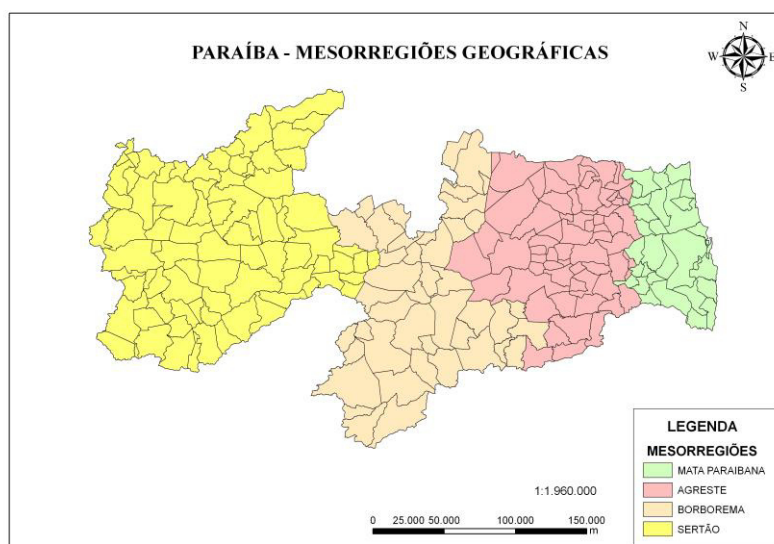 PARAÍBA - MESORREGIÕES GEOGRÁFICAS
N
W E
S
LEGENDA
MESORREGIÕES
MATA PARAIBANA
AGRESTE
BORBOREMA
SERTÃO
1:1.960.000
0 25.000 50.000 100.000 150.000
m